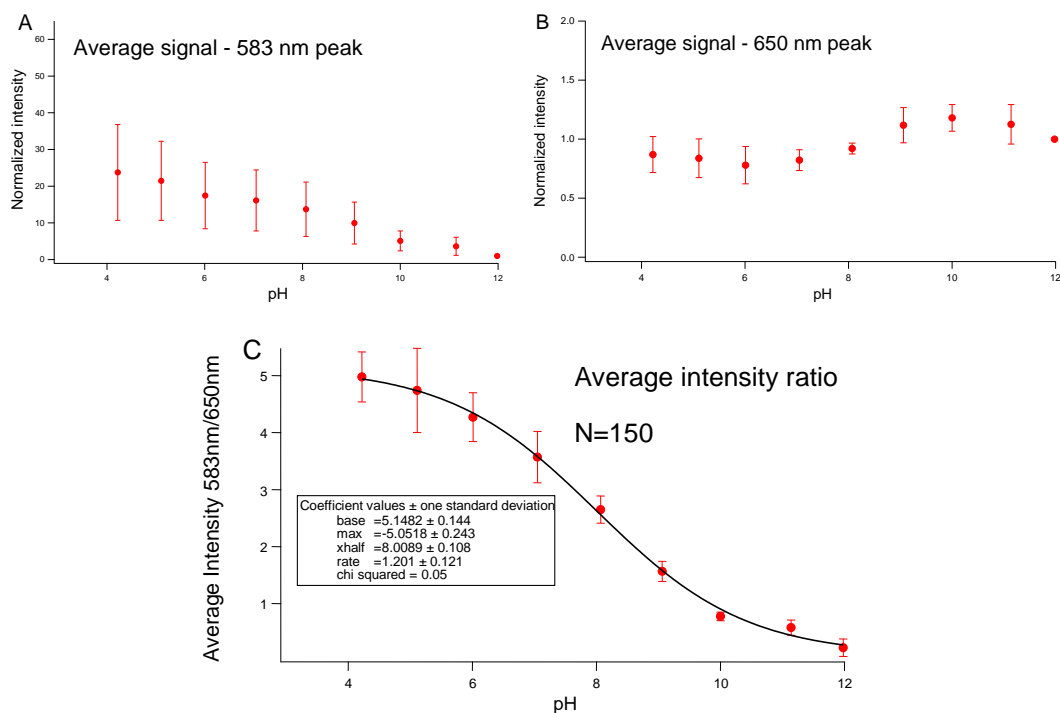 A
Average signal - 583 nm peak
Normalized intensity
60
50
40
30
20
10
0
4
6
8
10
12
pH
B
Average signal - 650 nm peak
Normalized intensity
2.0
1.5
1.0
0.5
0.0
4
6
8
10
12
pH
C
Average intensity ratio
N=150
Average Intensity 583nm/650nm
5
4
3
2
1
Coefficient values ± one standard deviation
base =5.1482 ± 0.144
max =-5.0518 ± 0.243
xhalf =8.0089 ± 0.108
rate =1.201 ± 0.121
chi squared = 0.05
4
6
8
10
12
pH